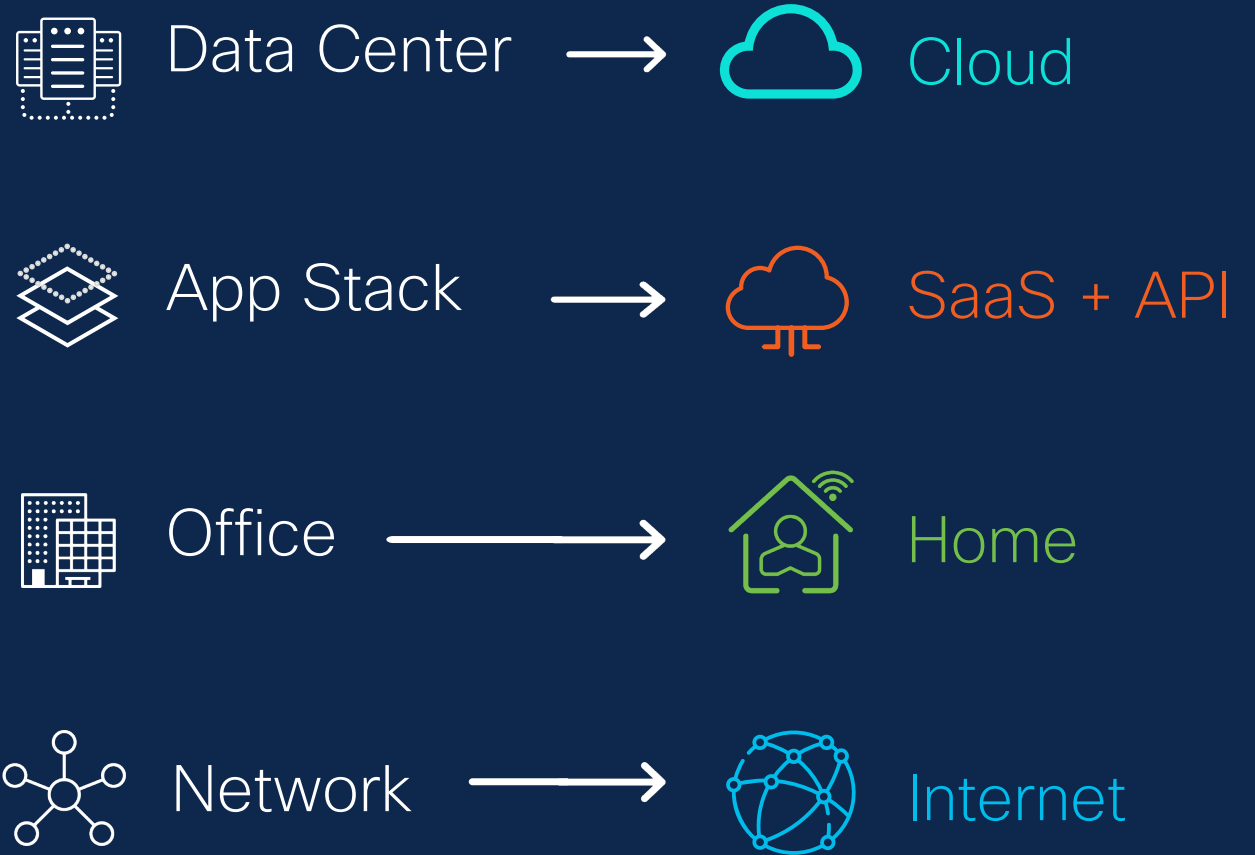 Data Center → Cloud
App Stack → SaaS + API
Office → Home
Network → Internet